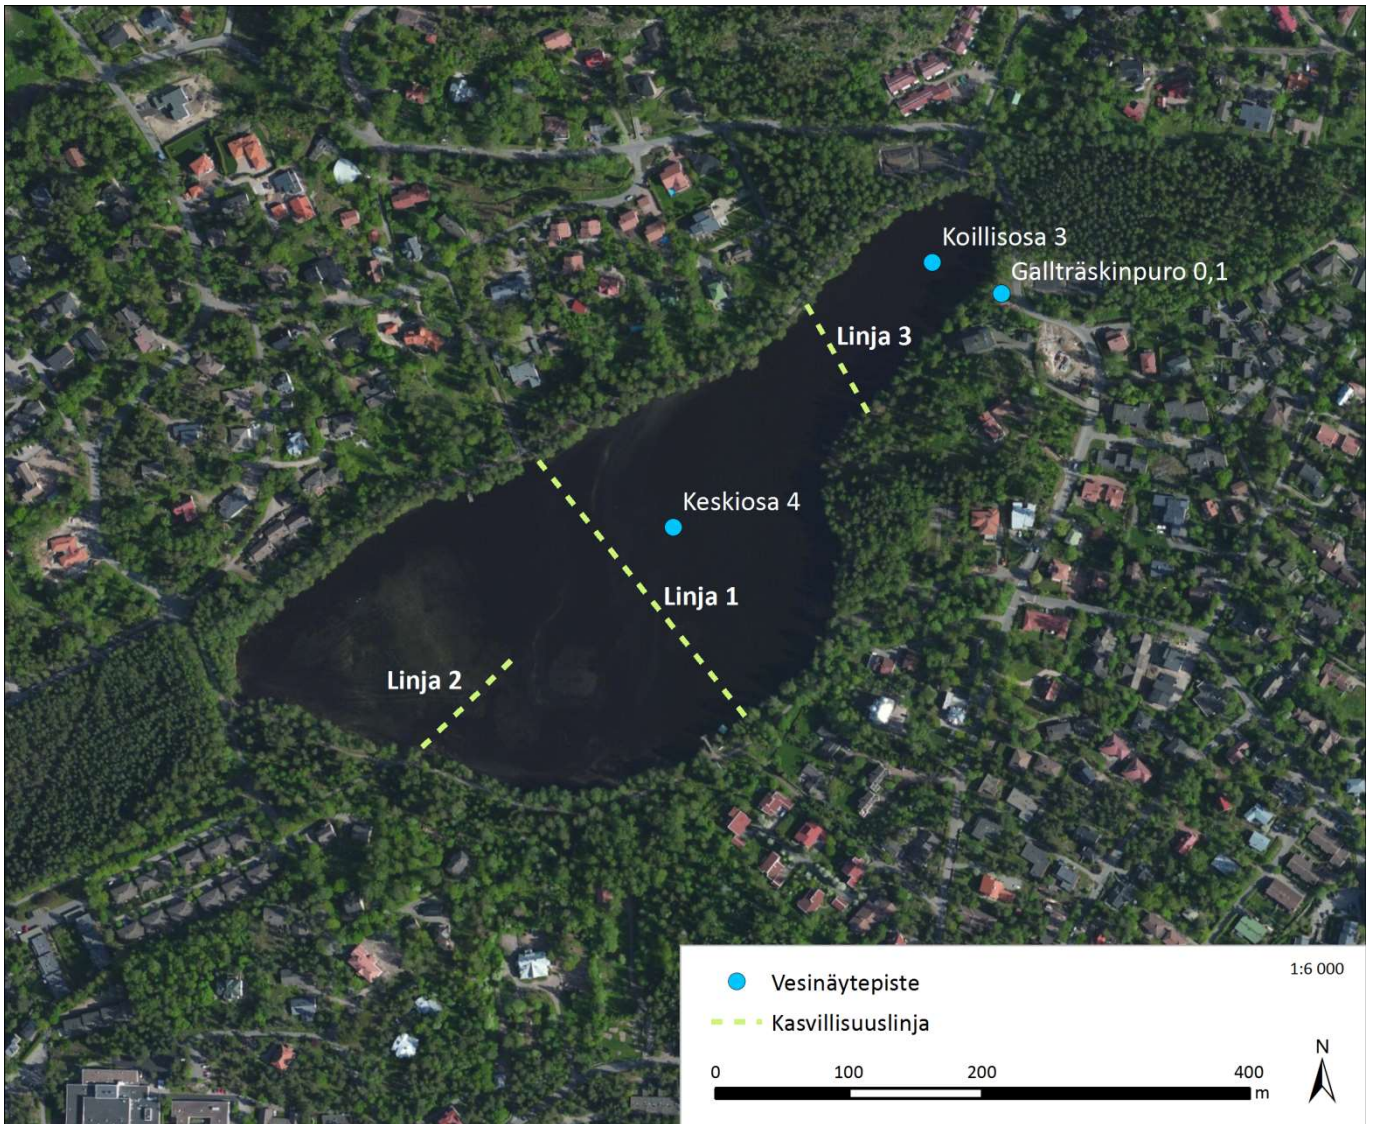 Koillisosa 3
Gallträskinpuro 0,1
Linja 3
Keskiosa 4
Linja 1
Linja 2
1:6 000
Vesinäytepiste
Kasvillisuuslinja
N
0 100 200 400
m